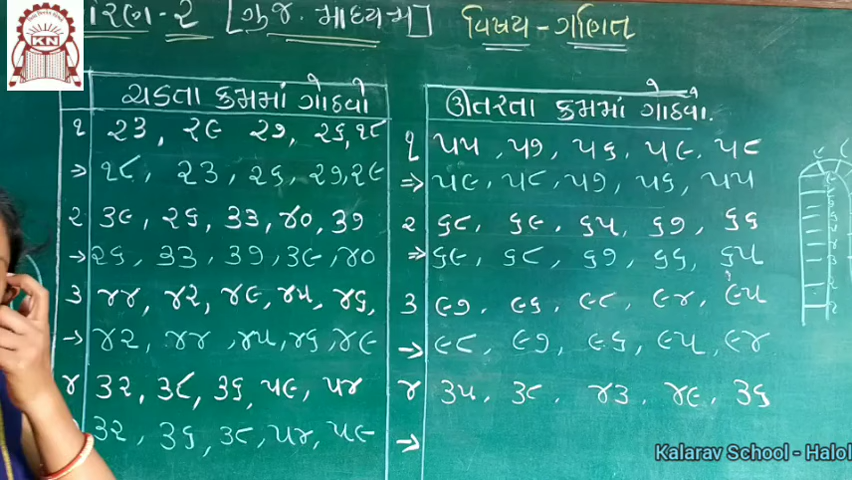 ધોરણ - ૨ [ગુજ. માધ્યમ] વિષય - ગણિત
KN
ચડતા ક્રમમાં ગોઠવો
૧ ૨૩, ૨૯ ૨૭, ૨૬, ૧૮
⇒ ૧૮, ૨૩, ૨૬, ૨૭, ૨૯
૨ ૩૯, ૨૬, ૩૩, ૪૦, ૩૭
→ ૨૬, ૩૩, ૩૭, ૩૯, ૪૦
૩ ૪૪, ૪૨, ૪૯, ૪૫, ૪૬,
→ ૪૨, ૪૪, ૪૫, ૪૬, ૪૯
૪ ૩૨, ૩૮, ૩૬, ૫૯, ૫૪
૩૨, ૩૬, ૩૮, ૫૪, ૫૯
ઊતરતા ક્રમમાં ગોઠવો.
૧ ૫૫, ૫૭, ૫૬, ૫૯, ૫૮
⇒ ૫૯, ૫૮, ૫૭, ૫૬, ૫૫
૨ ૬૮, ૬૯, ૬૫, ૬૭, ૬૬
⇒ ૬૯, ૬૮, ૬૭, ૬૬, ૬૫
૩ ૯૭, ૯૬, ૯૮, ૯૪, ૯૫
→ ૯૮, ૯૭, ૯૬, ૯૫, ૯૪
૪ ૩૫, ૩૮, ૪૩, ૪૯, ૩૬
→
Kalarav School - Halol